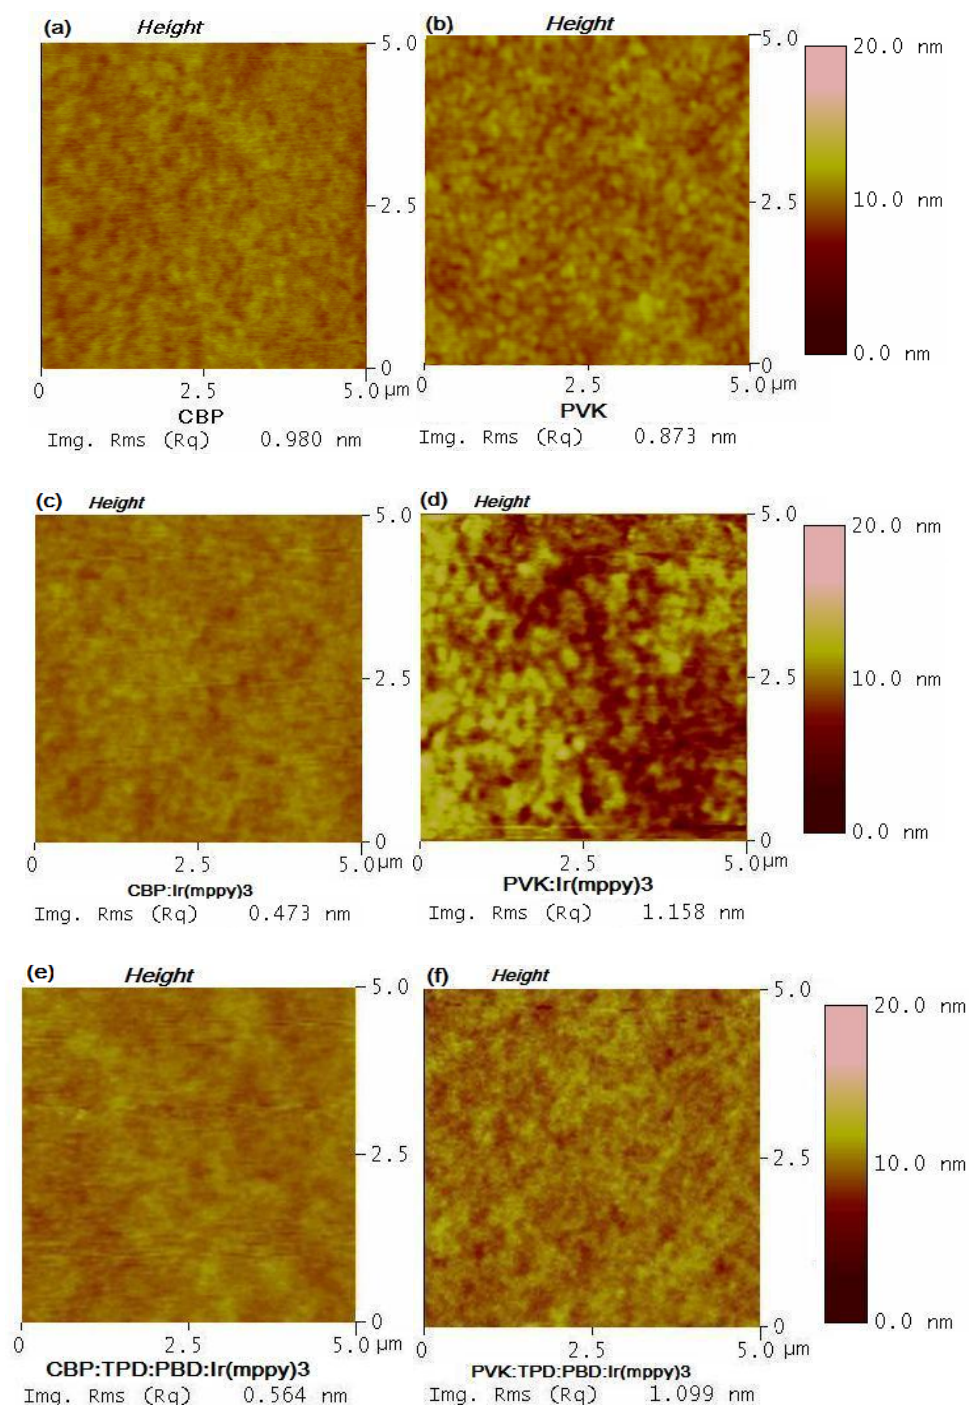 (a) Height
5.0
2.5
0
0 2.5 5.0 µm
CBP
Img. Rms (Rq) 0.980 nm
(b) Height
5.0
2.5
0
0 2.5 5.0 µm
PVK
Img. Rms (Rq) 0.873 nm
20.0 nm
10.0 nm
0.0 nm
(c) Height
5.0
2.5
0
0 2.5 5.0 µm
CBP:Ir(mppy)3
Img. Rms (Rq) 0.473 nm
(d) Height
5.0
2.5
0
0 2.5 5.0 µm
PVK:Ir(mppy)3
Img. Rms (Rq) 1.158 nm
20.0 nm
10.0 nm
0.0 nm
(e) Height
5.0
2.5
0
0 2.5 5.0 µm
CBP:TPD:PBD:Ir(mppy)3
Img. Rms (Rq) 0.564 nm
(f) Height
5.0
2.5
0
0 2.5 5.0 µm
PVK:TPD:PBD:Ir(mppy)3
Img. Rms (Rq) 1.099 nm
20.0 nm
10.0 nm
0.0 nm